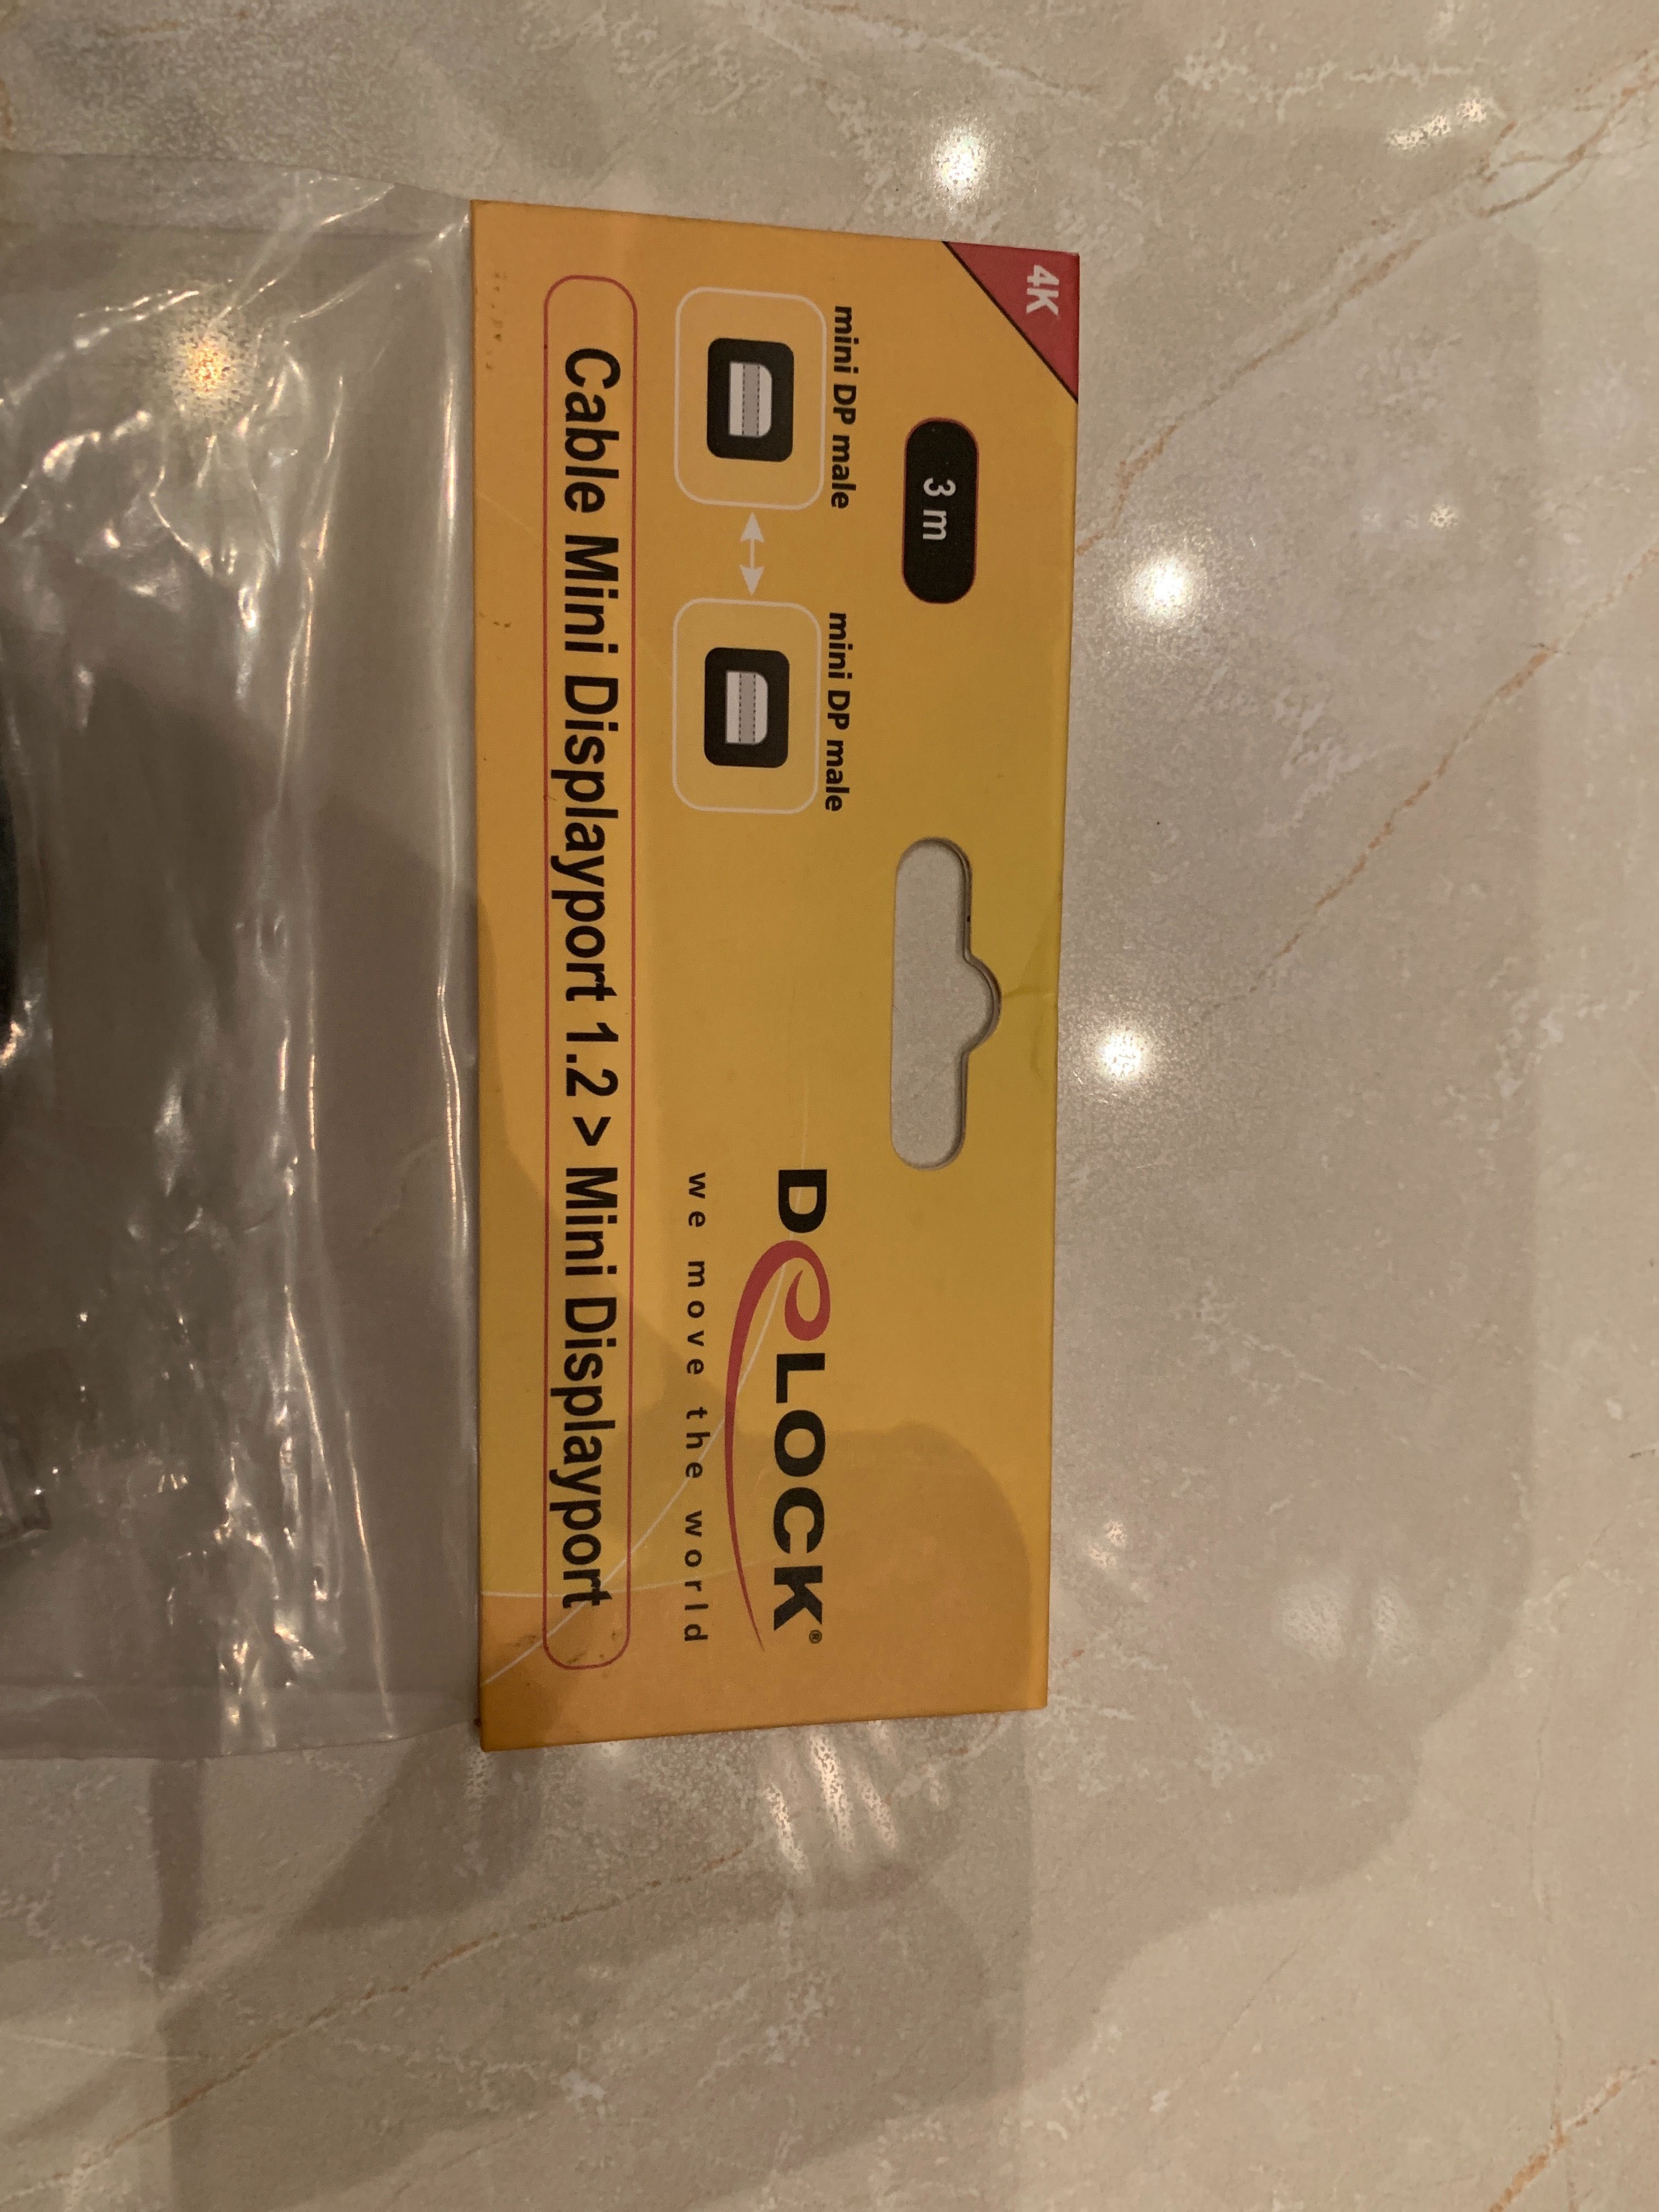 4K
3 m
mini DP male
mini DP male
DeLOCK®
we move the world
Cable Mini Displayport 1.2 > Mini Displayport